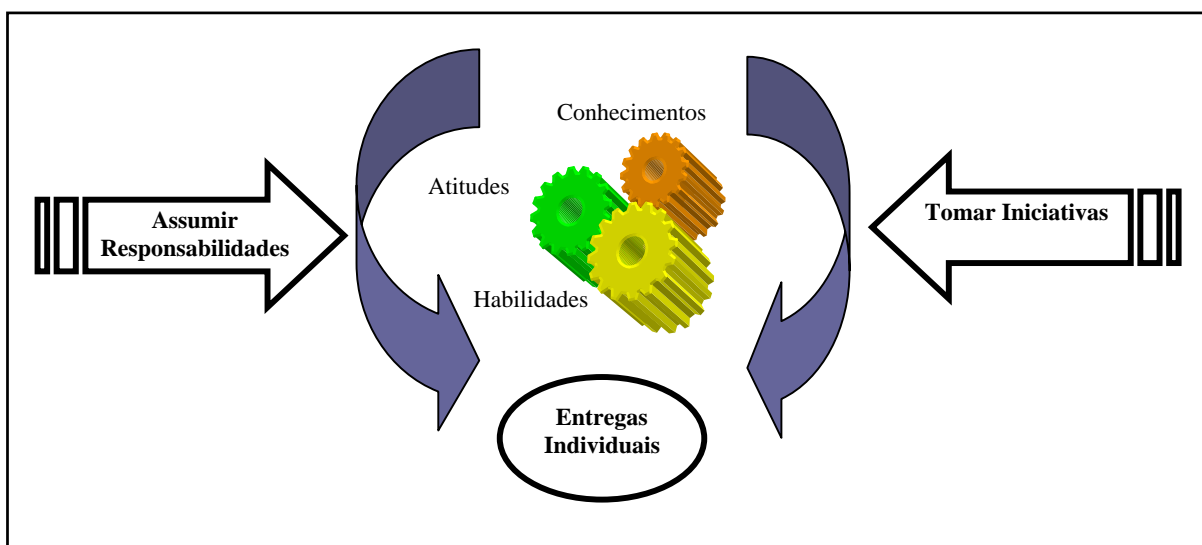 Conhecimentos
Atitudes
Assumir
Responsabilidades
Tomar Iniciativas
Habilidades
Entregas
Individuais